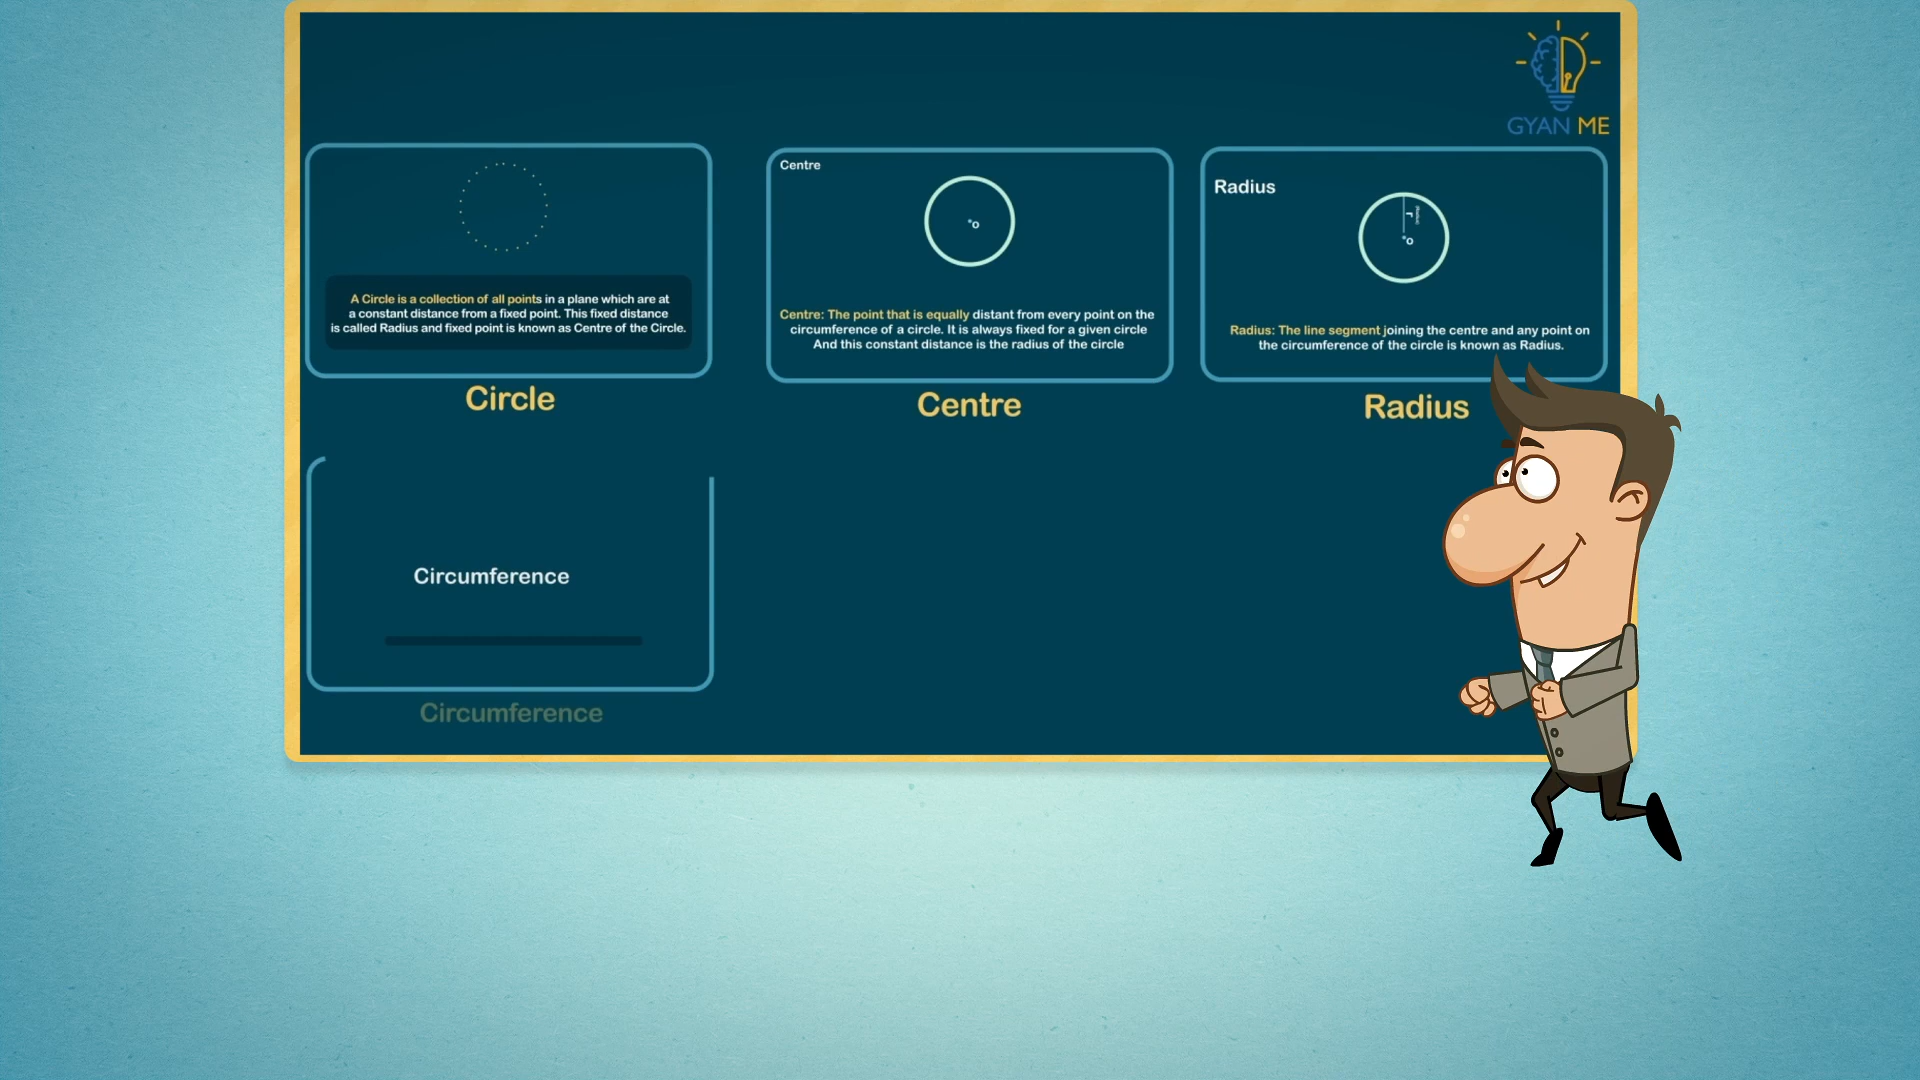 GYAN ME
A Circle is a collection of all points in a plane which are at
a constant distance from a fixed point. This fixed distance
is called Radius and fixed point is known as Centre of the Circle.
Circle
Centre
o
Centre: The point that is equally distant from every point on the
circumference of a circle. It is always fixed for a given circle
And this constant distance is the radius of the circle
Centre
Radius
r
o
Radius: The line segment joining the centre and any point on
the circumference of the circle is known as Radius.
Radius
Circumference
Circumference